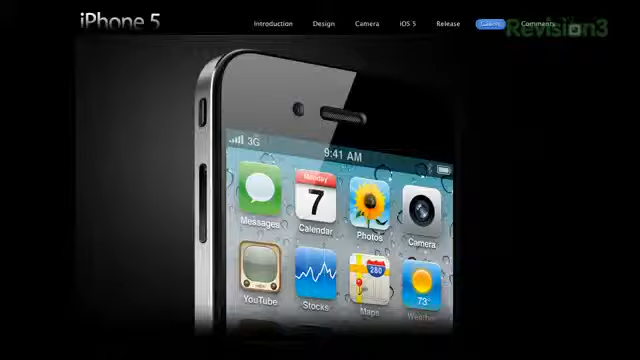 iPhone 5
Introduction Design Camera iOS 5 Release Comments
Revision3
3G 9:41 AM
Monday
7
Messages Calendar Photos Camera
280
73°
YouTube Stocks Maps Weather